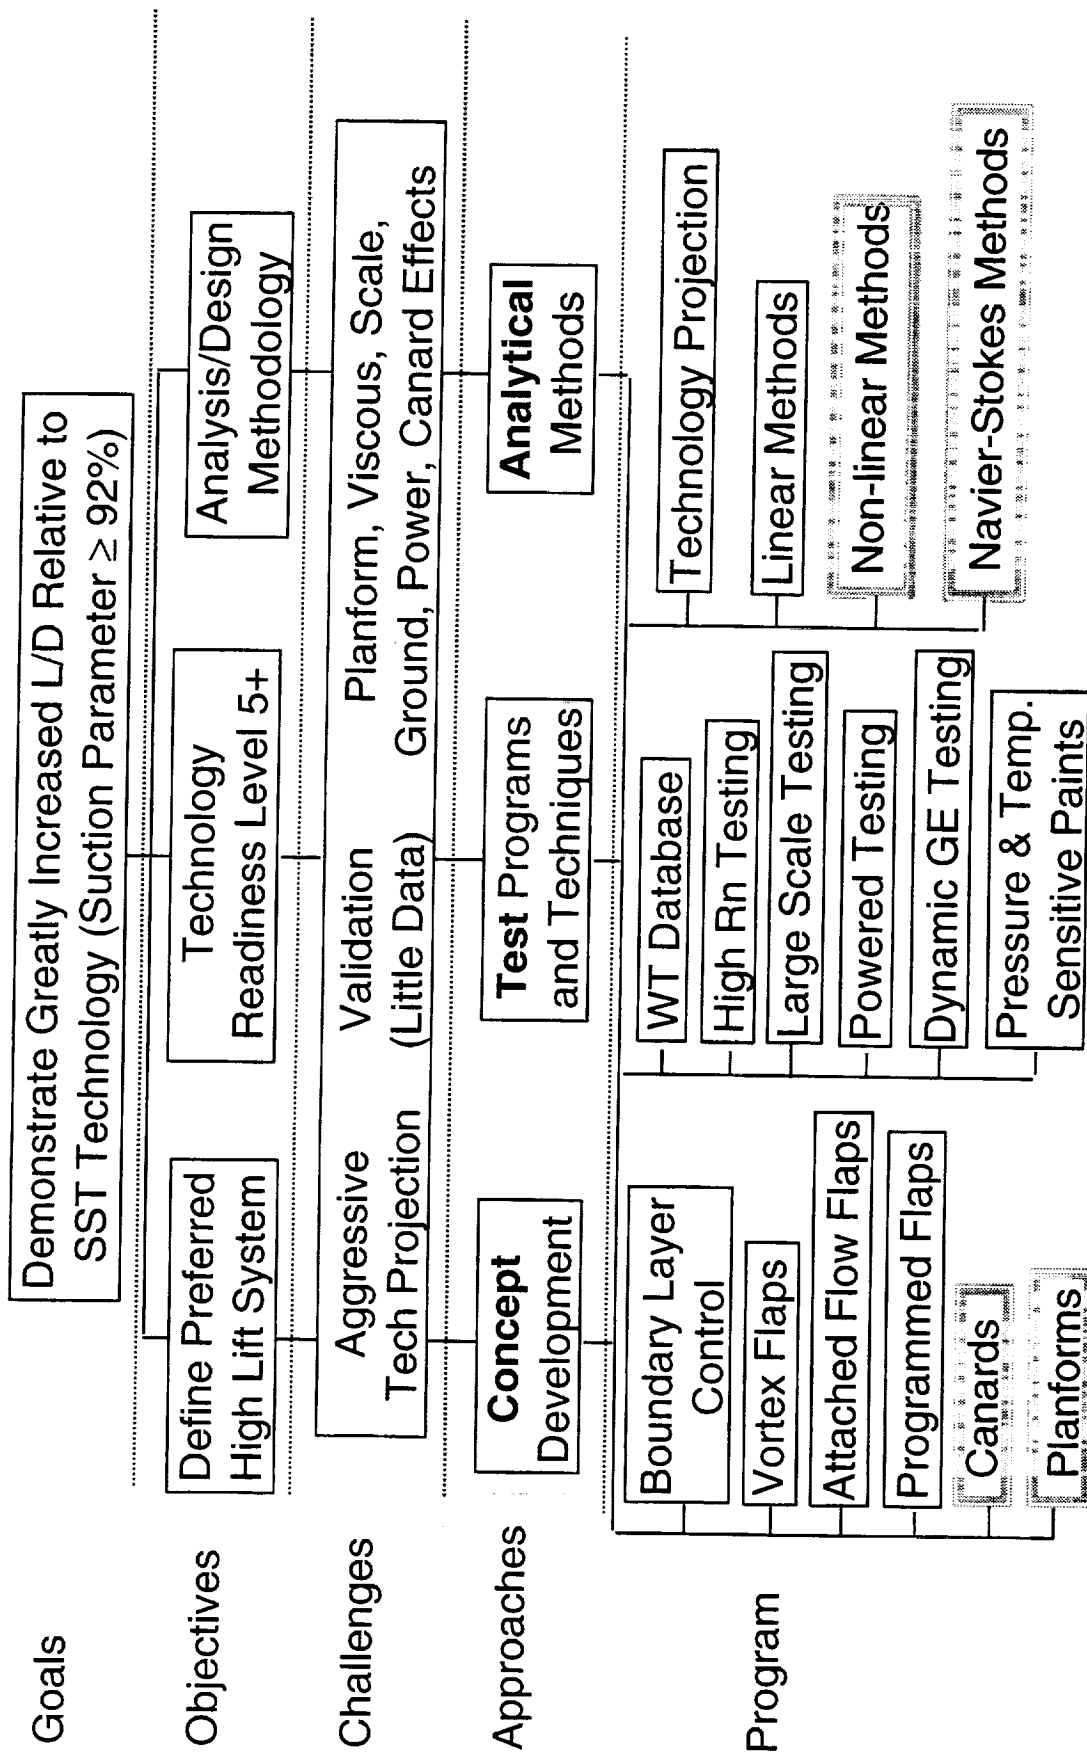 Goals
Demonstrate Greatly Increased L/D Relative to
SST Technology (Suction Parameter ≥ 92%)
Objectives
Define Preferred
High Lift System
Technology
Readiness Level 5+
Analysis/Design
Methodology
Challenges
Aggressive
Tech Projection
Validation
(Little Data)
Planform, Viscous, Scale,
Ground, Power, Canard Effects
Approaches
Concept
Development
Test Programs
and Techniques
Analytical
Methods
Program
Boundary Layer
Control
Vortex Flaps
Attached Flow Flaps
Programmed Flaps
Canards
Planforms
WT Database
High Rn Testing
Large Scale Testing
Powered Testing
Dynamic GE Testing
Pressure & Temp.
Sensitive Paints
Technology Projection
Linear Methods
Non-linear Methods
Navier-Stokes Methods